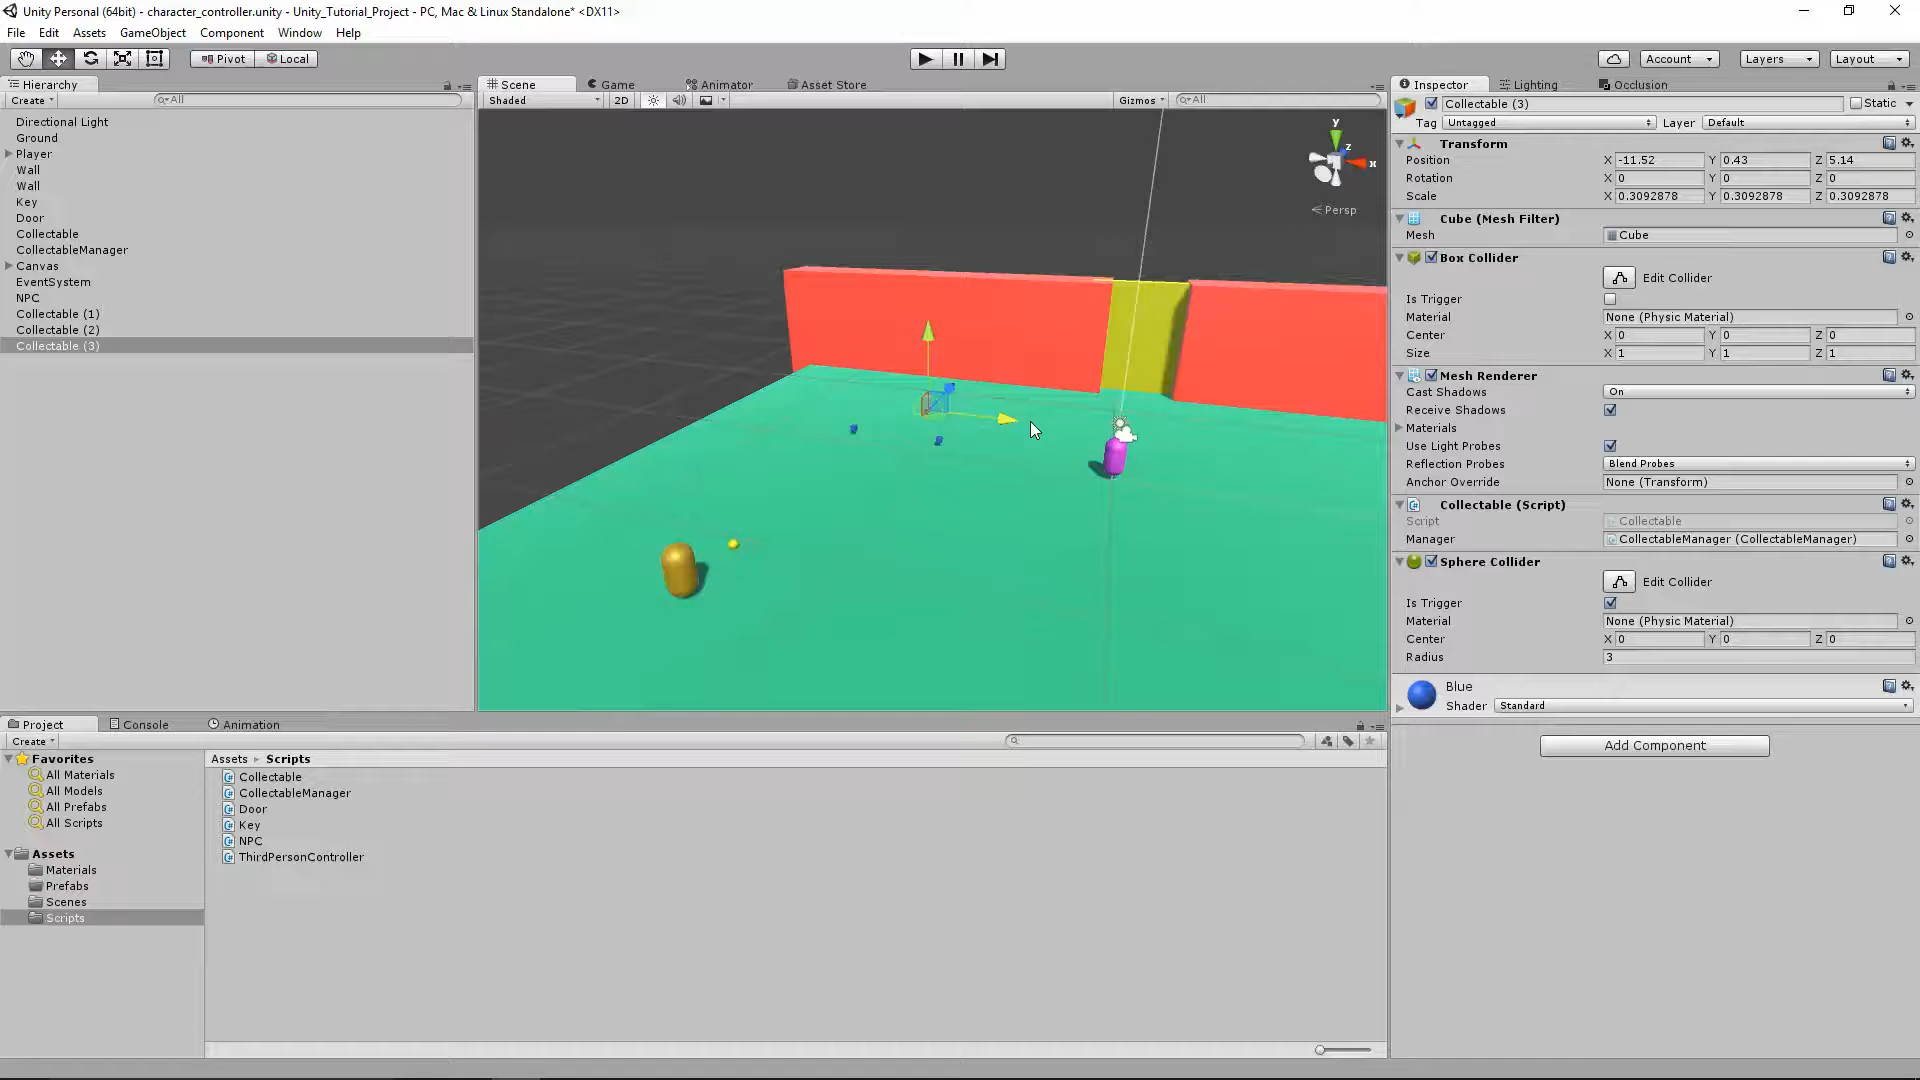 Unity Personal (64bit) - character_controller.unity - Unity_Tutorial_Project - PC, Mac & Linux Standalone* <DX11>
File Edit Assets GameObject Component Window Help
Pivot Local Account Layers Layout
Hierarchy
Create All
Directional Light
Ground
Player
Wall
Wall
Key
Door
Collectable
CollectableManager
Canvas
EventSystem
NPC
Collectable (1)
Collectable (2)
Collectable (3)
Scene Game Animator Asset Store
Shaded 2D Gizmos All
y
z
x
Persp
Inspector Lighting Occlusion
Collectable (3) Static
Tag Untagged Layer Default
Transform
Position X -11.52 Y 0.43 Z 5.14
Rotation X 0 Y 0 Z 0
Scale X 0.3092878 Y 0.3092878 Z 0.3092878
Cube (Mesh Filter)
Mesh Cube
Box Collider
Edit Collider
Is Trigger
Material None (Physic Material)
Center X 0 Y 0 Z 0
Size X 1 Y 1 Z 1
Mesh Renderer
Cast Shadows On
Receive Shadows
Materials
Use Light Probes
Reflection Probes Blend Probes
Anchor Override None (Transform)
Collectable (Script)
Script Collectable
Manager CollectableManager (CollectableManager)
Sphere Collider
Edit Collider
Is Trigger
Material None (Physic Material)
Center X 0 Y 0 Z 0
Radius 3
Blue
Shader Standard
Add Component
Project Console Animation
Create
Favorites
All Materials
All Models
All Prefabs
All Scripts
Assets
Materials
Prefabs
Scenes
Scripts
Assets Scripts
Collectable
CollectableManager
Door
Key
NPC
ThirdPersonController